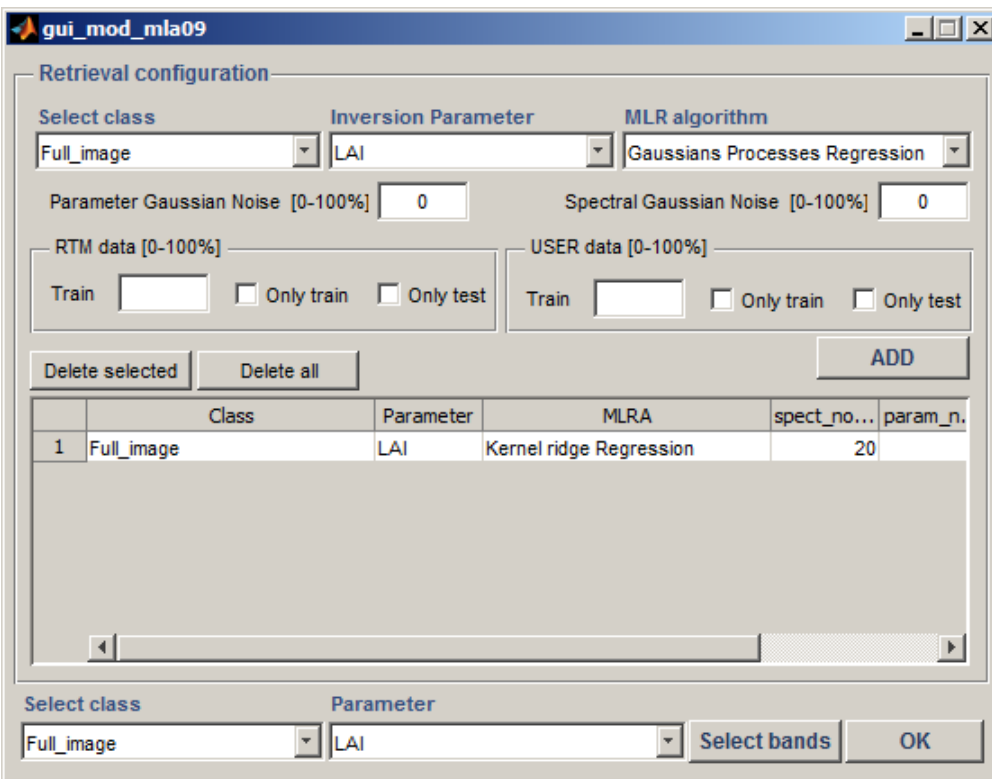 gui_mod_mla09
Retrieval configuration
Select class Inversion Parameter MLR algorithm
Full_image LAI Gaussians Processes Regression
Parameter Gaussian Noise [0-100%] 0 Spectral Gaussian Noise [0-100%] 0
RTM data [0-100%] USER data [0-100%]
Train Only train Only test Train Only train Only test
ADD
Delete selected Delete all
Class Parameter MLRA spect_no... param_n.
1 Full_image LAI Kernel ridge Regression 20
Select class Parameter
Full_image LAI Select bands OK